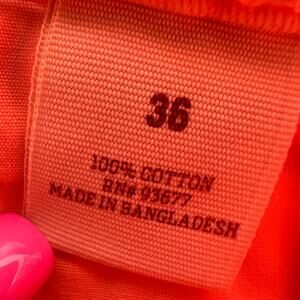 36
100% COTTON
RN# 93677
MADE IN BANGLADESH